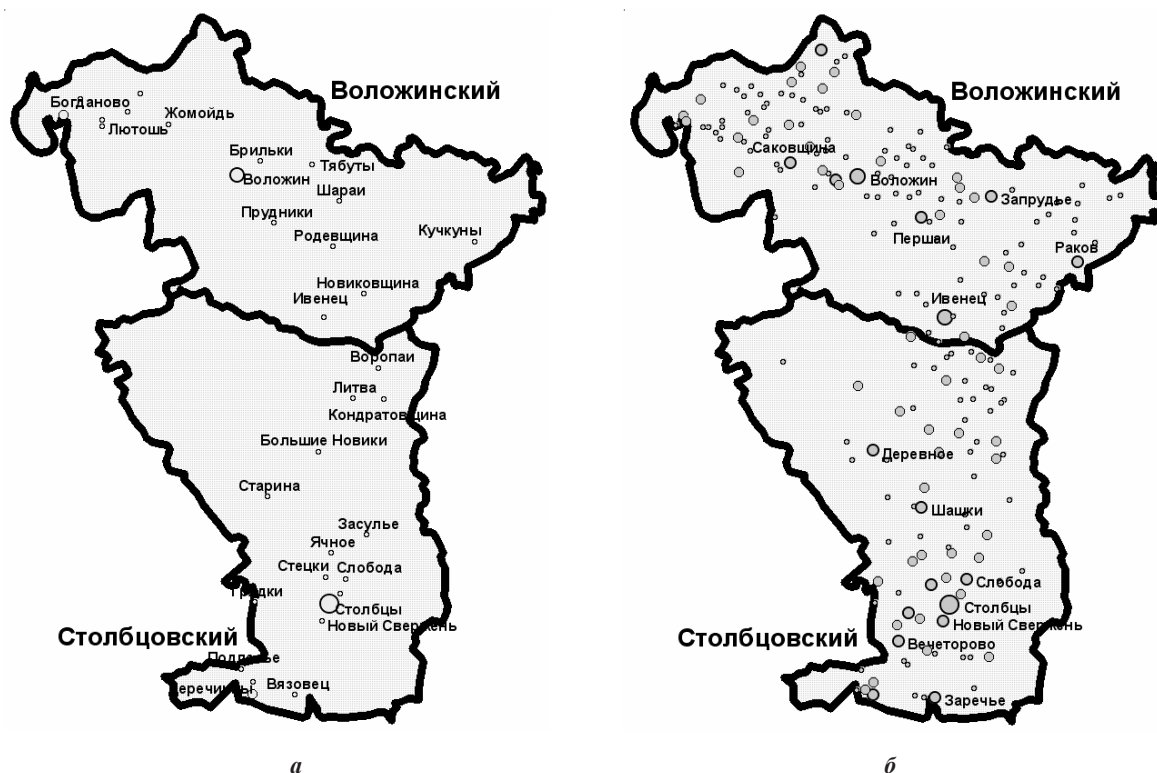 Воложинский
Богданово
Жомойдь
Лютошь
Брильки
Тябуты
Воложин
Шараи
Прудники
Родевщина
Кучкуны
Новиковщина
Ивенец
Воропаи
Литва
Кондратовщина
Большие Новики
Старина
Засулье
Ячное
Стецки
Слобода
Столбцы
Новый Свержень
Столбцовский
Вязовец
а
Воложинский
Саковщина
Воложин
Запрудье
Першаи
Раков
Ивенец
Деревное
Шашки
Слобода
Столбцы
Новый Свержень
Столбцовский
Вечеторово
Заречье
б